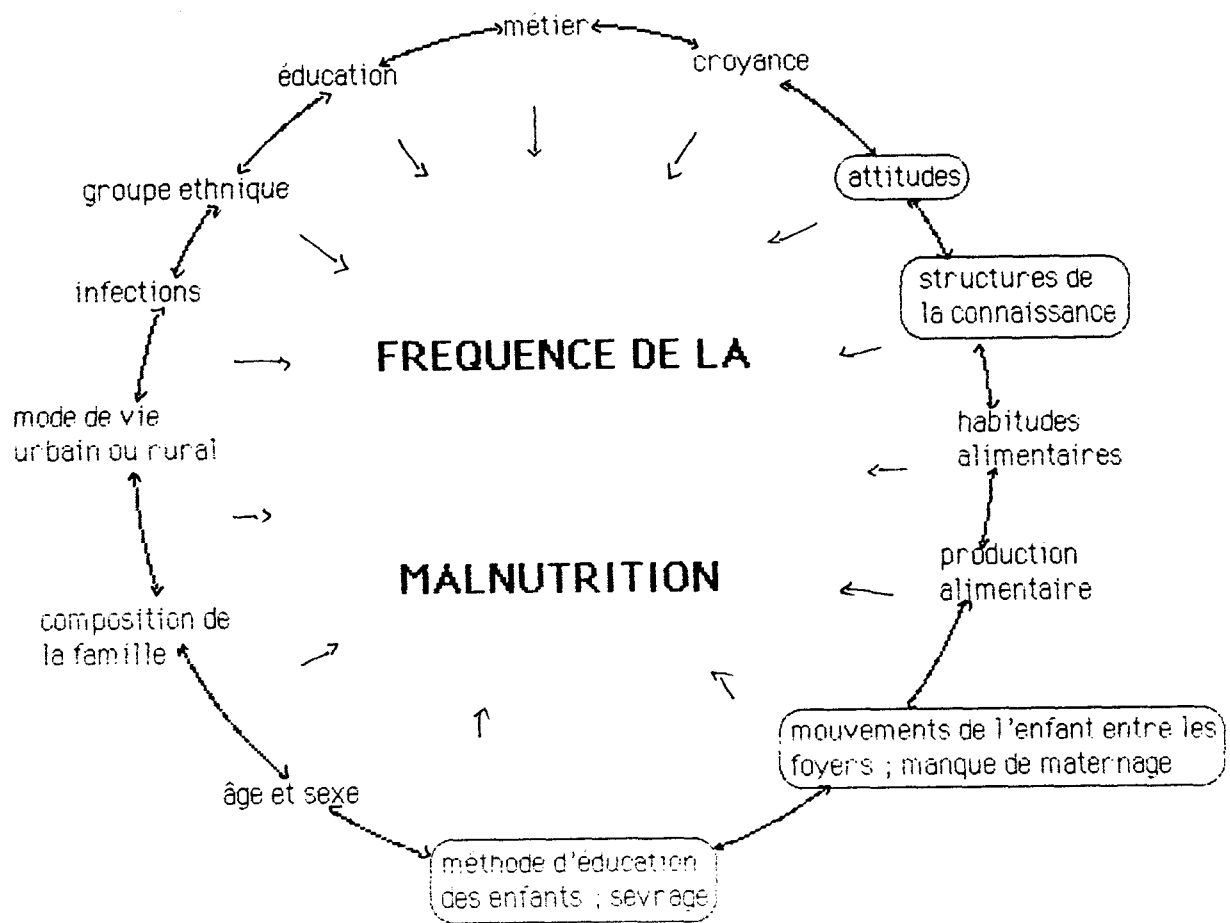 métier
croyance
éducation
attitudes
groupe ethnique
structures de
la connaissance
infections
FREQUENCE DE LA
mode de vie
urbain ou rural
habitudes
alimentaires
MALNUTRITION
production
alimentaire
composition de
la famille
mouvements de l'enfant entre les
foyers ; manque de maternage
âge et sexe
méthode d'éducation
des enfants ; sevrage